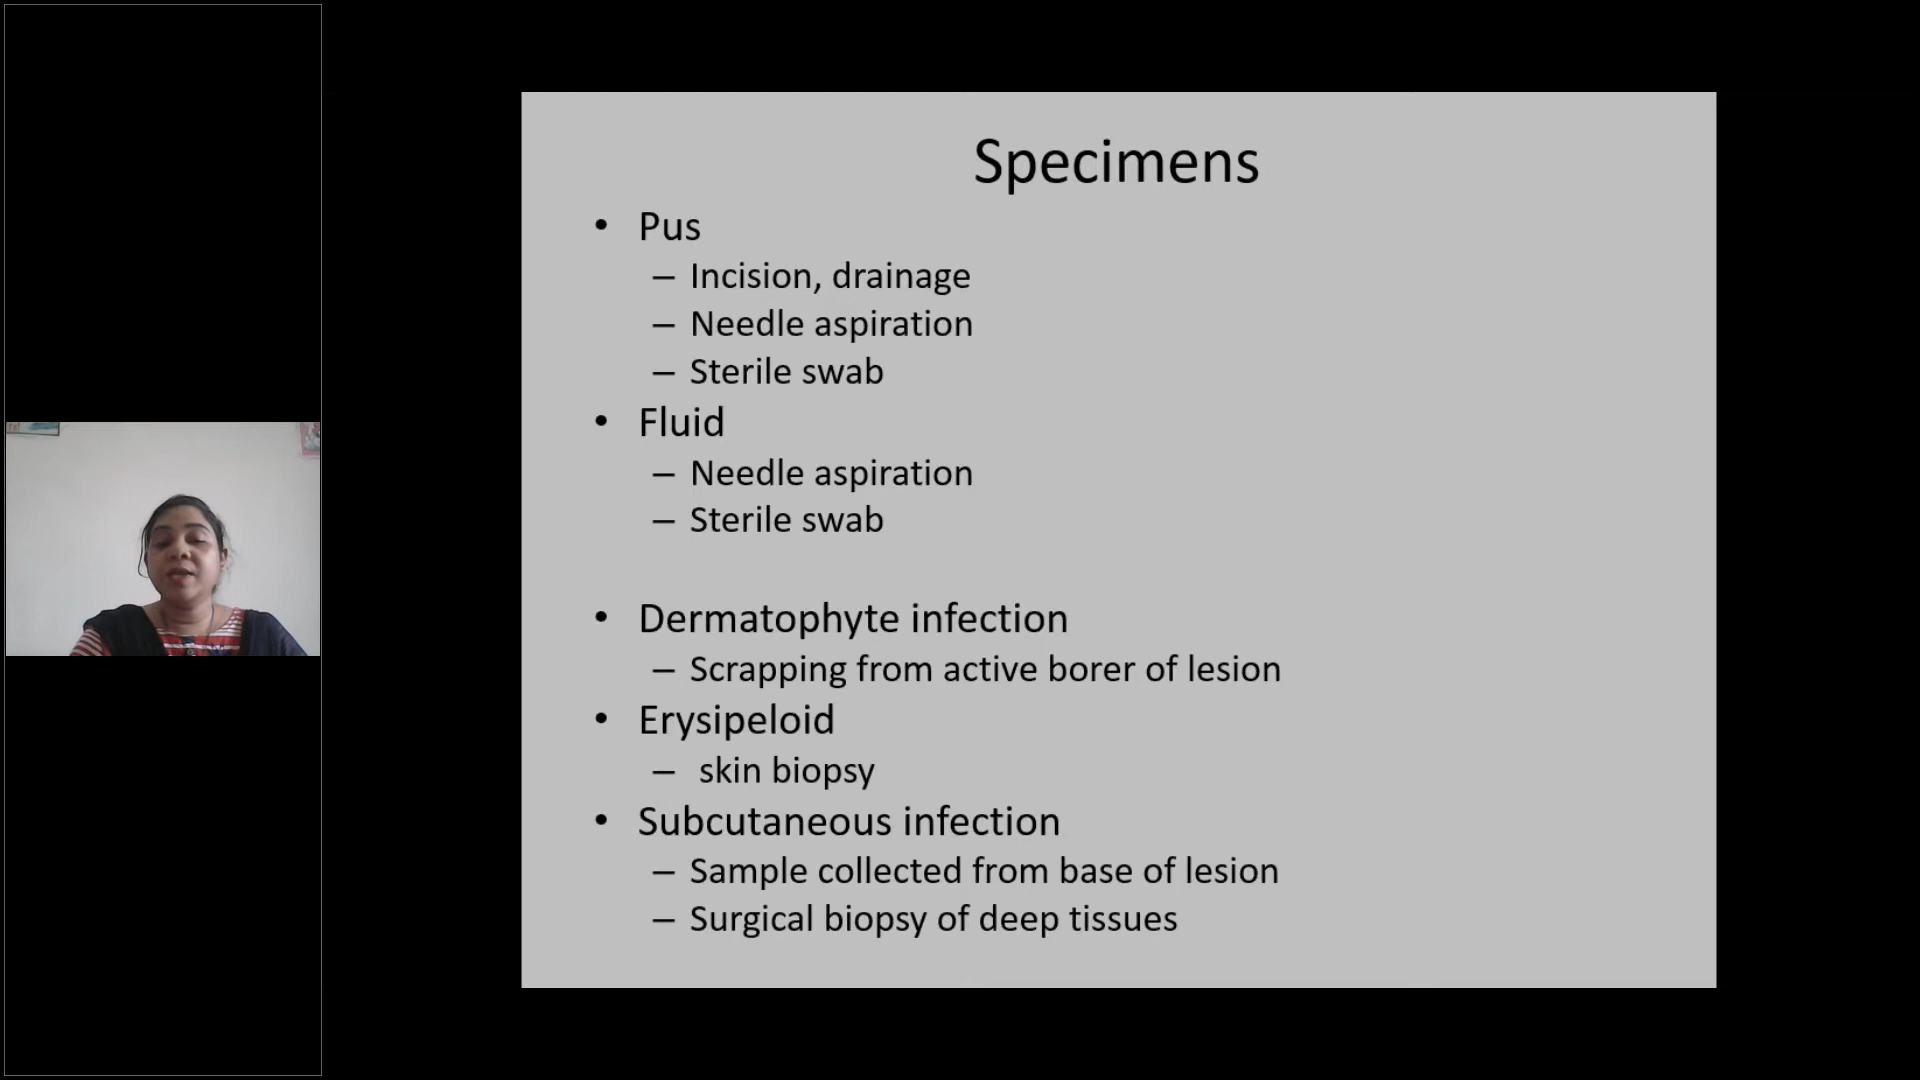 Specimens
• Pus
– Incision, drainage
– Needle aspiration
– Sterile swab
• Fluid
– Needle aspiration
– Sterile swab
• Dermatophyte infection
– Scrapping from active borer of lesion
• Erysipeloid
– skin biopsy
• Subcutaneous infection
– Sample collected from base of lesion
– Surgical biopsy of deep tissues